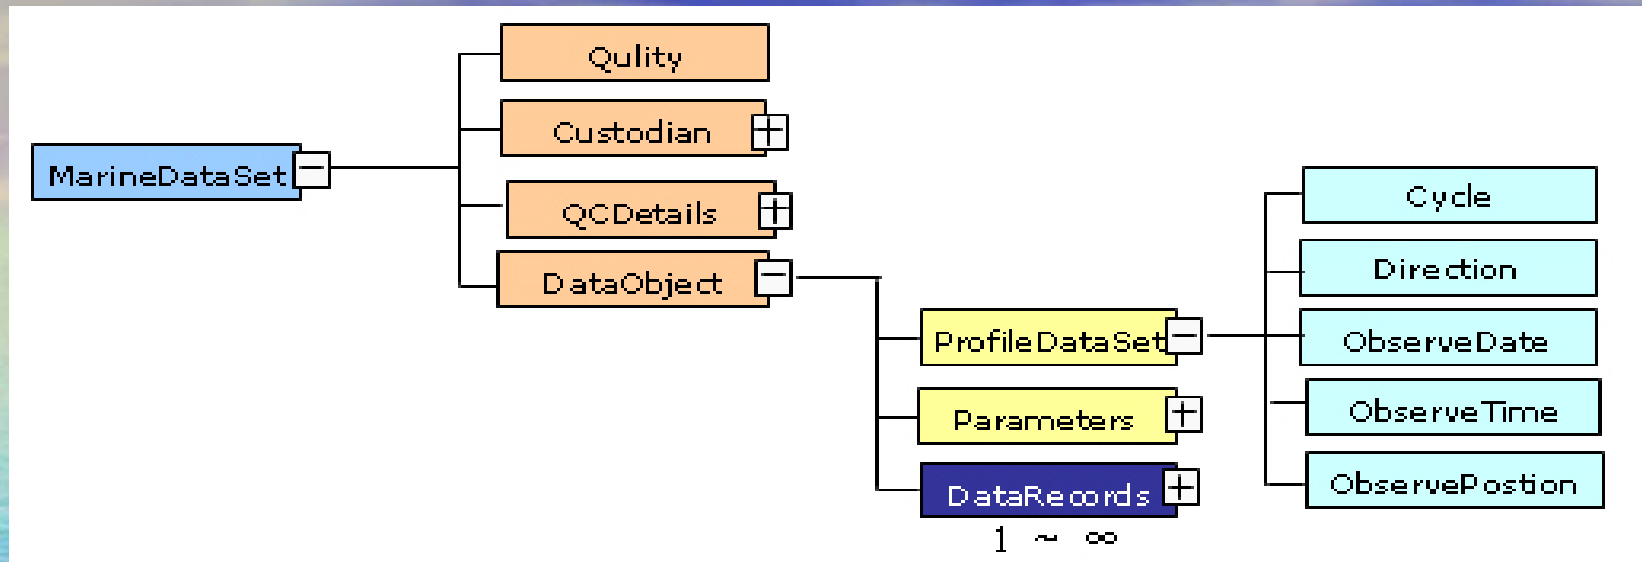 Qulity
Custodian
MarineDataSet
QCDetails
DataObject
ProfileDataSet
Parameters
DataRecords
1 ~ ∞
Cycle
Direction
ObserveDate
ObserveTime
ObservePostion